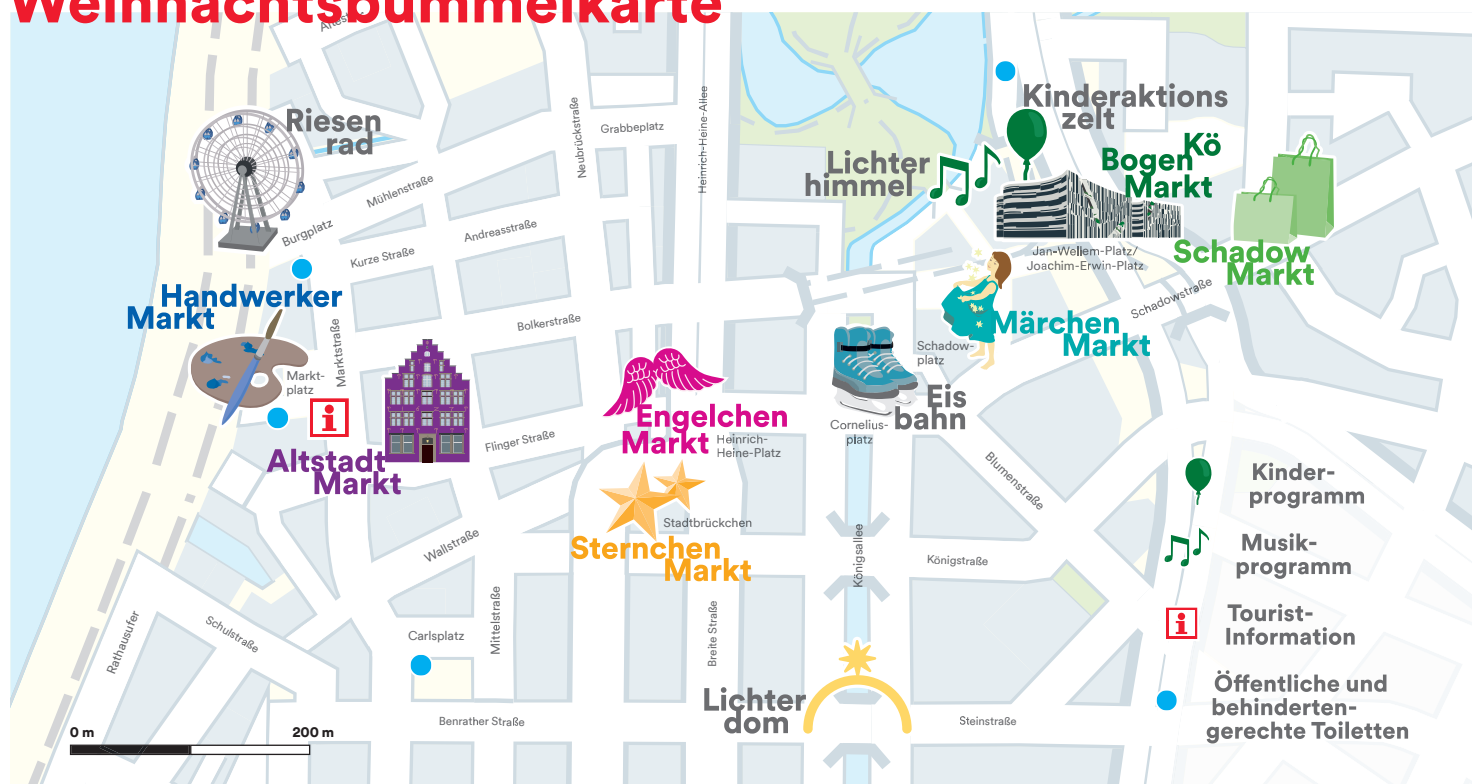 Weihnachtsbummelkarte
Riesen
rad
Grabbeplatz
Neubrückstraße
Heinrich-Heine-Allee
Mühlenstraße
Burgplatz
Kurze Straße
Andreasstraße
Kinderaktions
zelt
Lichter
himmel
Kö
Bogen
Markt
Jan-Wellem-Platz/
Joachim-Erwin-Platz
Schadow
Markt
Schadowstraße
Handwerker
Markt
Marktstraße
Bolkerstraße
Markt-
platz
Märchen
Markt
Schadow-
platz
Eis
bahn
Cornelius-
platz
Engelchen
Markt
Heinrich-
Heine-Platz
Flinger Straße
Altstadt
Markt
Blumenstraße
Stadtbrückchen
Sternchen
Markt
Wallstraße
Königsallee
Königstraße
Mittelstraße
Breite Straße
Carlsplatz
Schulstraße
Rathausufer
Lichter
dom
Benrather Straße
Steinstraße
0 m
200 m
Kinder-
programm
Musik-
programm
Tourist-
Information
Öffentliche und
behinderten-
gerechte Toiletten